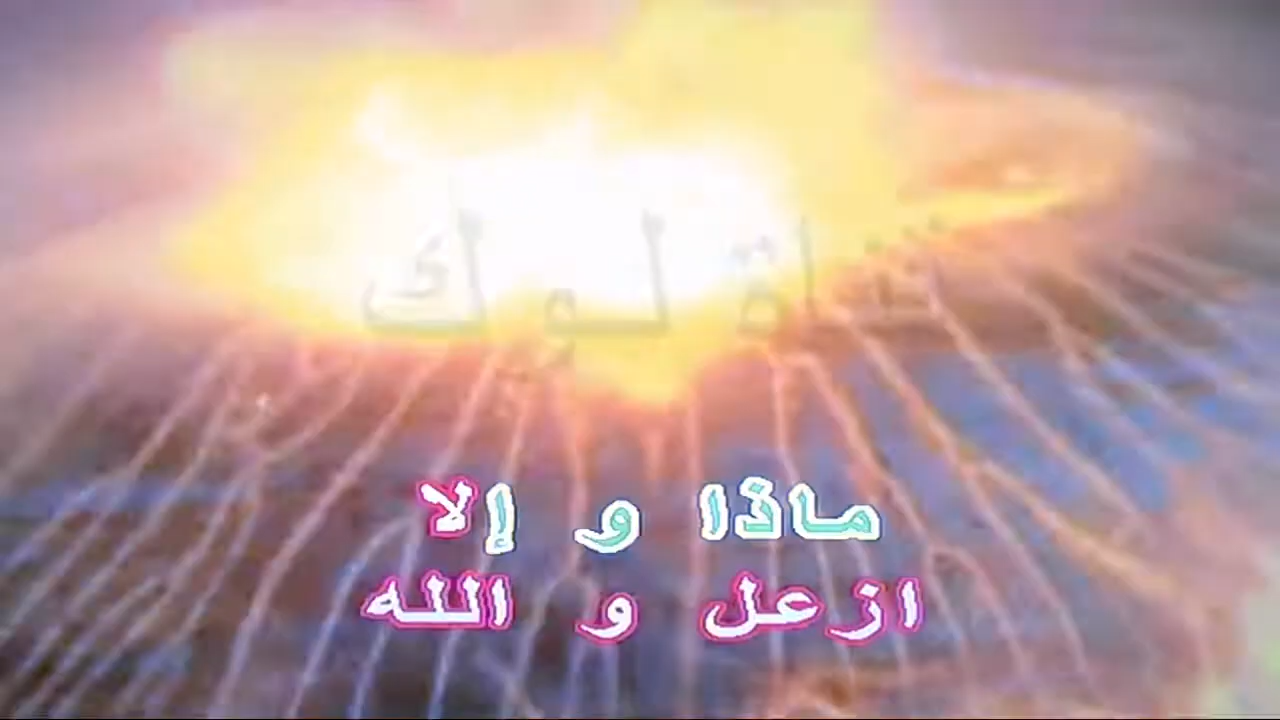 ماذا و إلا
ازعل و الله